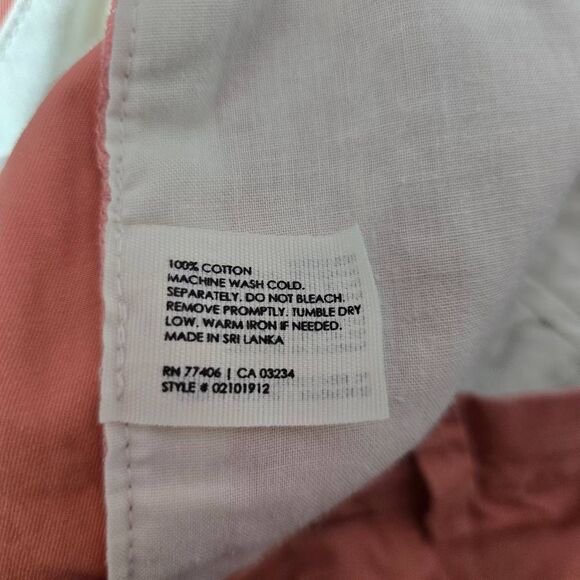 100% COTTON
MACHINE WASH COLD.
SEPARATELY. DO NOT BLEACH.
REMOVE PROMPTLY. TUMBLE DRY
LOW. WARM IRON IF NEEDED.
MADE IN SRI LANKA
RN 77406 | CA 03234
STYLE # 02101912